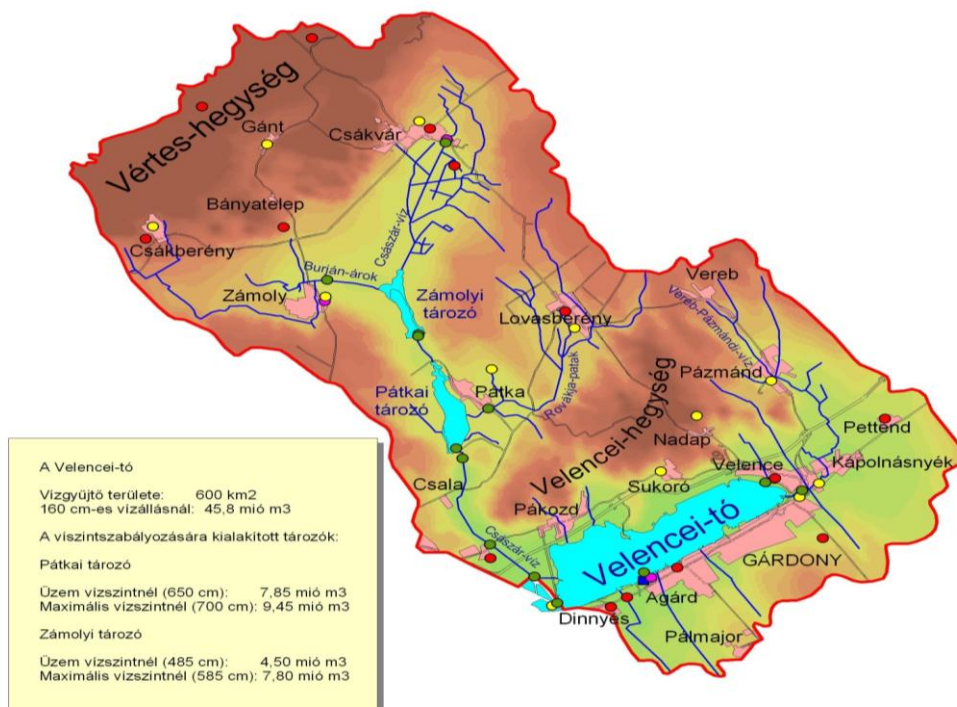 Vértes-hegység
Gánt
Csákvár
Bányatelep
Császár-víz
Csákberény
Burján-árok
Zámoly
Zámolyi
tározó
Lovasberény
Vereb
Vereb-Pázmándi-víz
Pátkai
tározó
Pátka
Rovákja-patak
Pázmánd
Velencei-hegység
Nadap
Pettend
Velence
Kápolnásnyék
Csala
Sukoró
Pákozd
Császár-víz
Velencei-tó
GÁRDONY
Agárd
Dinnyés
Pálmajor
A Velencei-tó
Vízgyűjtő területe: 600 km2
160 cm-es vízállásnál: 45,8 mió m3
A vízszintszabályozására kialakított tározók:
Pátkai tározó
Üzem vízszintnél (650 cm): 7,85 mió m3
Maximális vízszintnél (700 cm): 9,45 mió m3
Zámolyi tározó
Üzem vízszintnél (485 cm): 4,50 mió m3
Maximális vízszintnél (585 cm): 7,80 mió m3